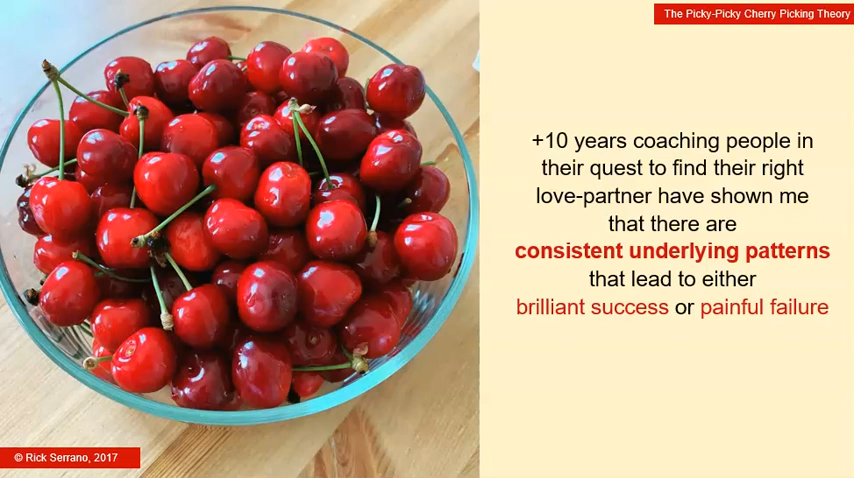 The Picky-Picky Cherry Picking Theory
+10 years coaching people in
their quest to find their right
love-partner have shown me
that there are
consistent underlying patterns
that lead to either
brilliant success or painful failure
© Rick Serrano, 2017